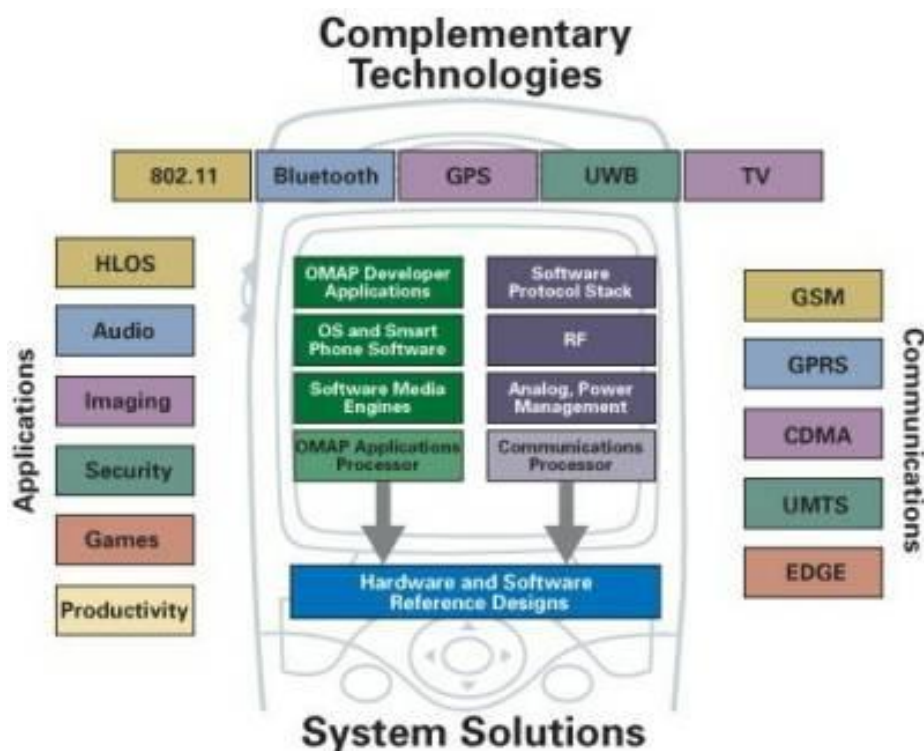 Complementary
Technologies
802.11
Bluetooth
GPS
UWB
TV
Applications
HLOS
Audio
Imaging
Security
Games
Productivity
OMAP Developer
Applications
OS and Smart
Phone Software
Software Media
Engines
OMAP Applications
Processor
Software
Protocol Stack
RF
Analog, Power
Management
Communications
Processor
Hardware and Software
Reference Designs
GSM
GPRS
CDMA
UMTS
EDGE
Communications
System Solutions